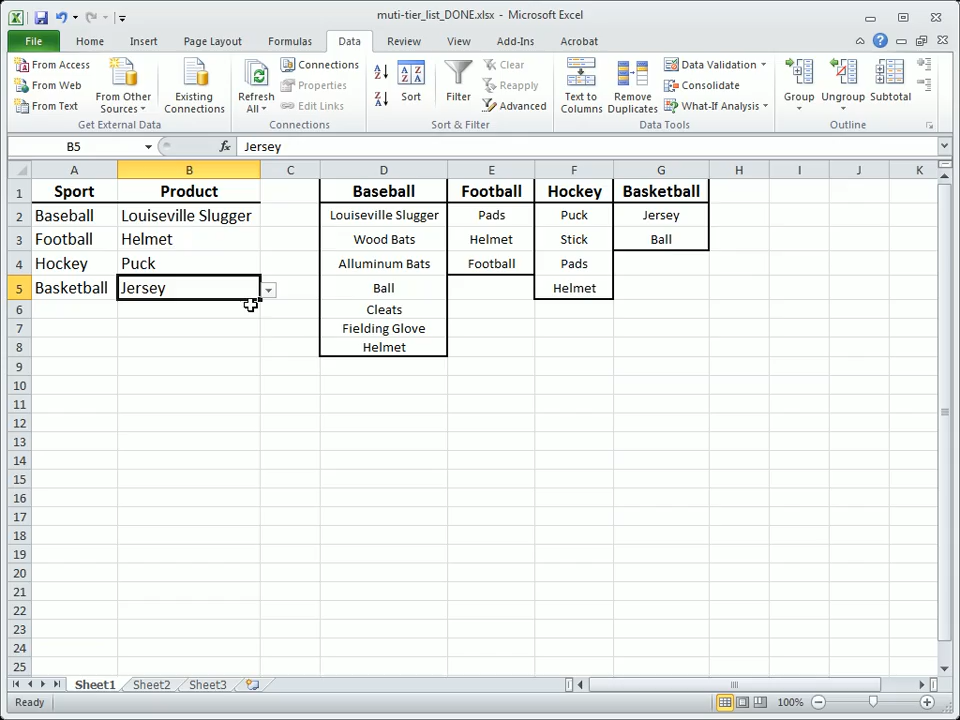 muti-tier_list_DONE.xlsx - Microsoft Excel
File Home Insert Page Layout Formulas Data Review View Add-Ins Acrobat
From Access
From Web
From Text
From Other Sources
Existing Connections
Get External Data
Refresh All
Connections
Properties
Edit Links
Connections
Sort
Filter
Clear
Reapply
Advanced
Sort & Filter
Text to Columns
Remove Duplicates
Data Validation
Consolidate
What-If Analysis
Data Tools
Group
Ungroup
Subtotal
Outline
B5 fx Jersey
A B C D E F G H I J K
1 Sport Product Baseball Football Hockey Basketball
2 Baseball Louiseville Slugger Louiseville Slugger Pads Puck Jersey
3 Football Helmet Wood Bats Helmet Stick Ball
4 Hockey Puck Alluminum Bats Football Pads
5 Basketball Jersey Ball Helmet
6 Cleats
7 Fielding Glove
8 Helmet
9
10
11
12
13
14
15
16
17
18
19
20
21
22
23
24
25
Sheet1 Sheet2 Sheet3
Ready 100%